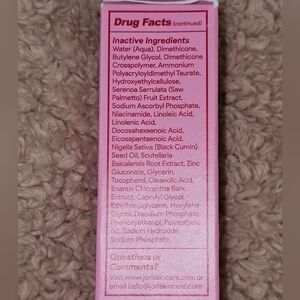 Drug Facts (continued)
Inactive Ingredients
Water (Aqua), Dimethicone,
Butylene Glycol, Dimethicone
Crosspolymer, Ammonium
Polyacryloyldimethyl Taurate,
Hydroxyethylcellulose,
Serenoa Serrulata (Saw
Palmetto) Fruit Extract,
Sodium Ascorbyl Phosphate,
Niacinamide, Linoleic Acid,
Linolenic Acid,
Docosahexaenoic Acid,
Eicosapentaenoic Acid,
Nigella Sativa (Black Cumin)
Seed Oil, Scutellaria
Baicalensis Root Extract, Zinc
Gluconate, Glycerin,
Tocopherol, Oleanolic Acid,
Enantia Chlorantha Bark
Extract, Caprylyl Glycol,
Ethylhexylglycerin, Hexylene
Glycol, Disodium Phosphate,
Phenoxyethanol, Polysorbate
60, Sodium Hydroxide,
Sodium Phosphate.
Questions or
Comments?
Visit www.joriskincare.com or
email hello@joriskincare.com